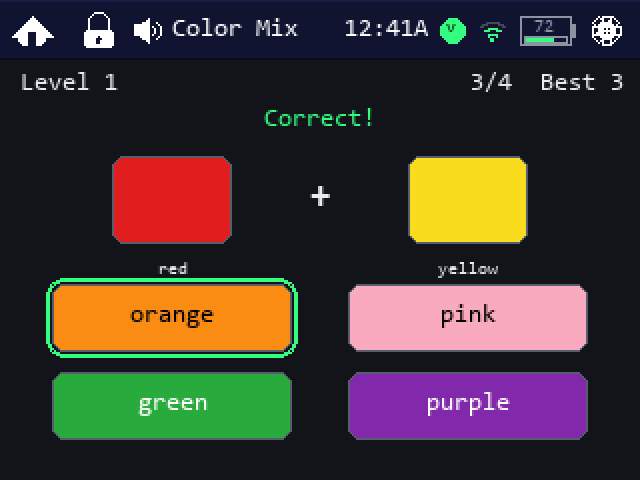 Color Mix 12:41A V 72
Level 1 3/4 Best 3
Correct!
+
red yellow
orange pink
green purple